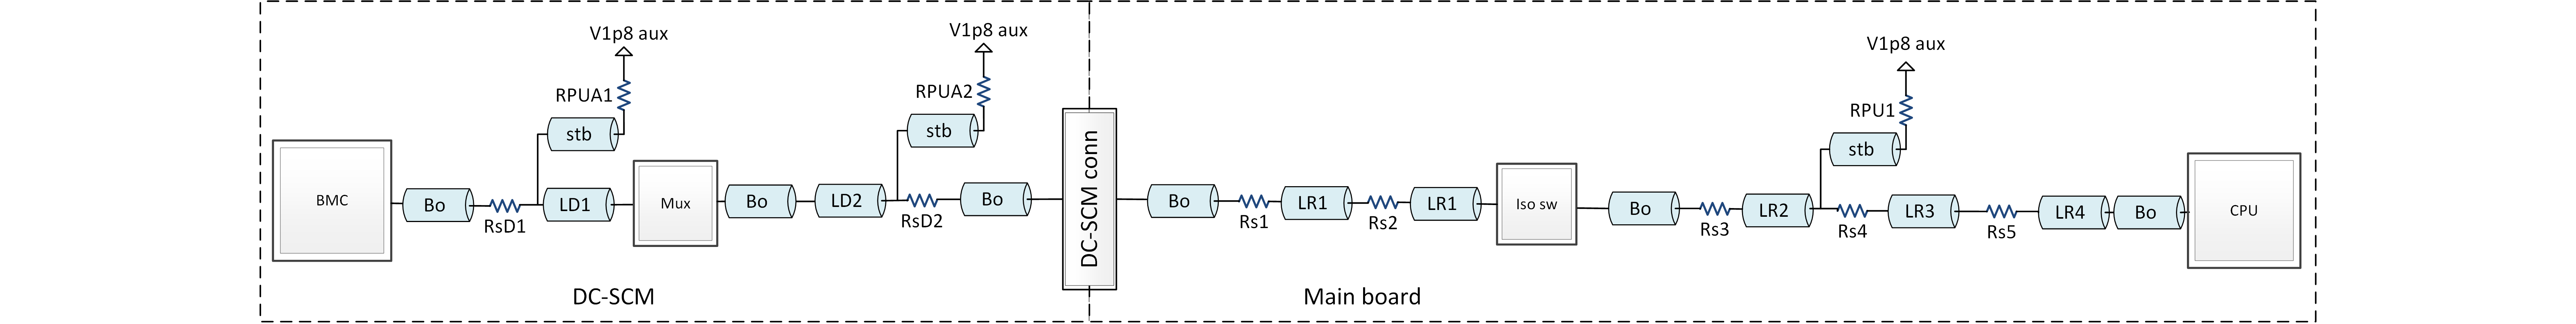 V1p8 aux
RPUA1
stb
BMC
Bo
RsD1
LD1
Mux
V1p8 aux
RPUA2
stb
Bo
LD2
RsD2
Bo
DC-SCM conn
DC-SCM
Bo
Rs1
LR1
Rs2
LR1
Iso sw
V1p8 aux
RPU1
stb
Bo
Rs3
LR2
Rs4
LR3
Rs5
LR4
Bo
CPU
Main board